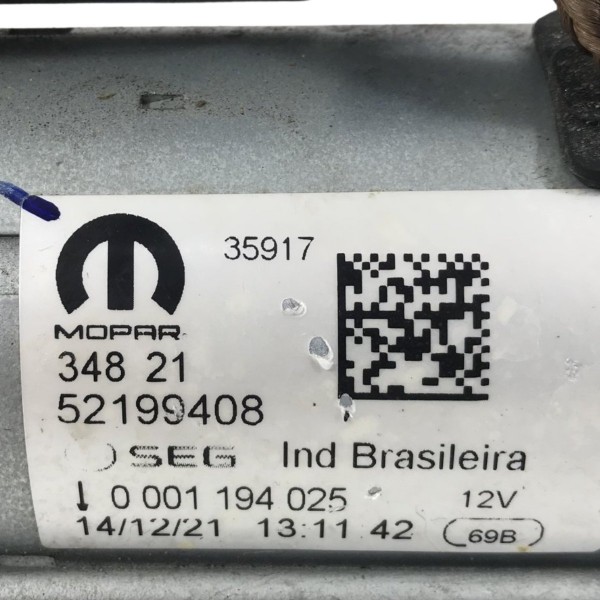 35917
MOPAR
348 21
52199408
SEG Ind Brasileira
0 001 194 025 12V
14/12/21 13:11 42 69B